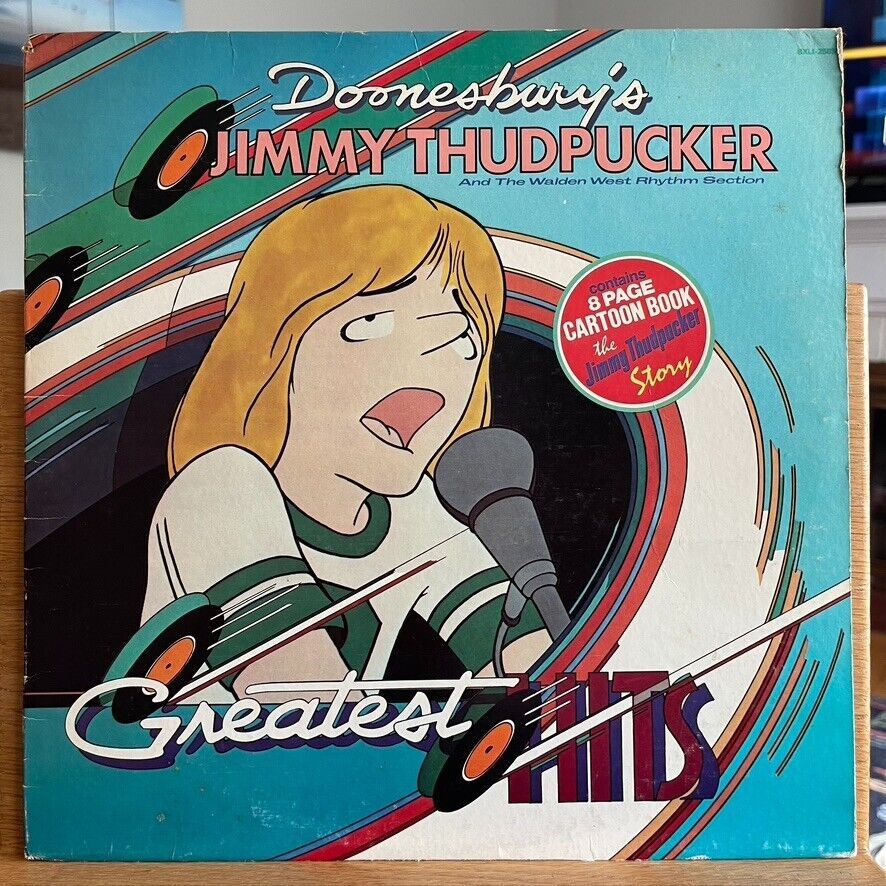 Doonesbury's
JIMMY THUDPUCKER
And The Walden West Rhythm Section
contains
8 PAGE
CARTOON BOOK
the
Jimmy Thudpucker
Story
Greatest HITS